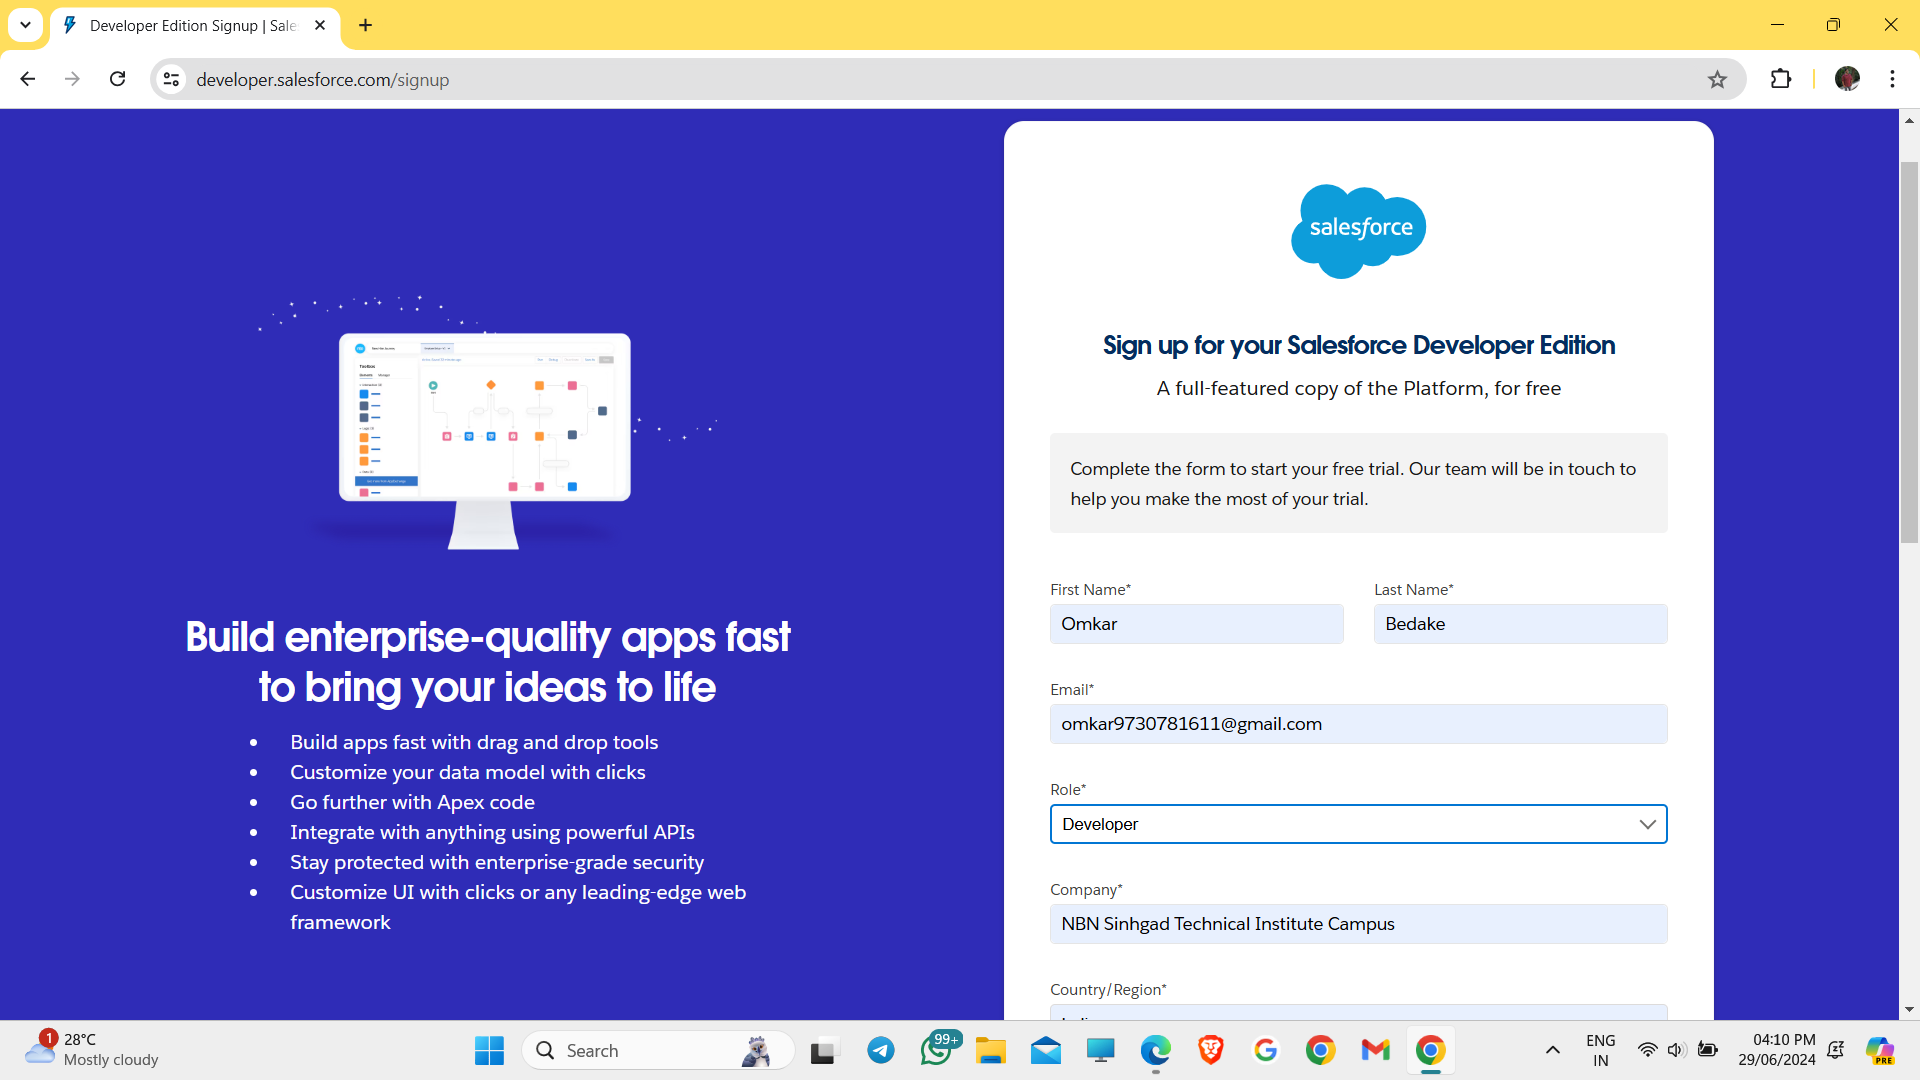 Developer Edition Signup | Sale
developer.salesforce.com/signup
salesforce
Sign up for your Salesforce Developer Edition
A full-featured copy of the Platform, for free
Complete the form to start your free trial. Our team will be in touch to
help you make the most of your trial.
First Name*
Last Name*
Omkar
Bedake
Email*
omkar9730781611@gmail.com
Role*
Developer
Company*
NBN Sinhgad Technical Institute Campus
Country/Region*
Build enterprise-quality apps fast
to bring your ideas to life
• Build apps fast with drag and drop tools
• Customize your data model with clicks
• Go further with Apex code
• Integrate with anything using powerful APIs
• Stay protected with enterprise-grade security
• Customize UI with clicks or any leading-edge web
framework
1
28°C
Mostly cloudy
Search
99+
ENG
IN
04:10 PM
29/06/2024
PRE